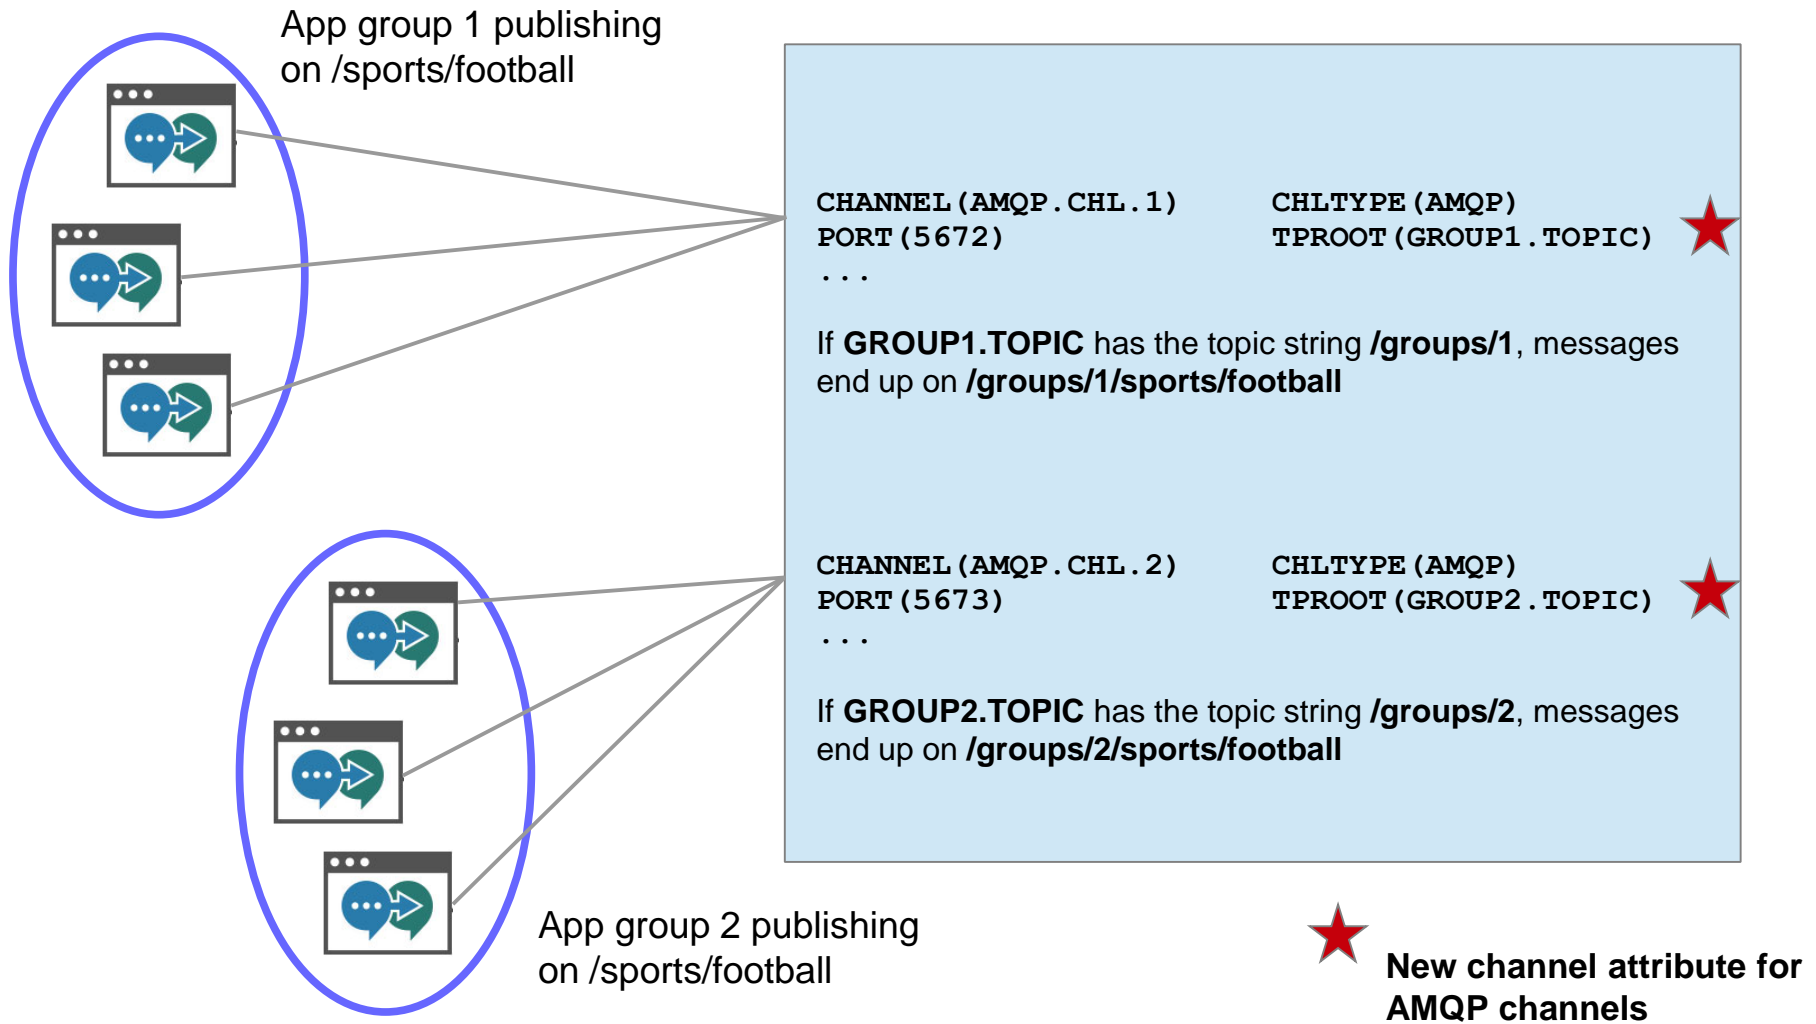 App group 1 publishing
on /sports/football
CHANNEL(AMQP.CHL.1) CHLTYPE(AMQP)
PORT(5672) TPROOT(GROUP1.TOPIC)
...
If GROUP1.TOPIC has the topic string /groups/1, messages
end up on /groups/1/sports/football
CHANNEL(AMQP.CHL.2) CHLTYPE(AMQP)
PORT(5673) TPROOT(GROUP2.TOPIC)
...
If GROUP2.TOPIC has the topic string /groups/2, messages
end up on /groups/2/sports/football
App group 2 publishing
on /sports/football
New channel attribute for
AMQP channels